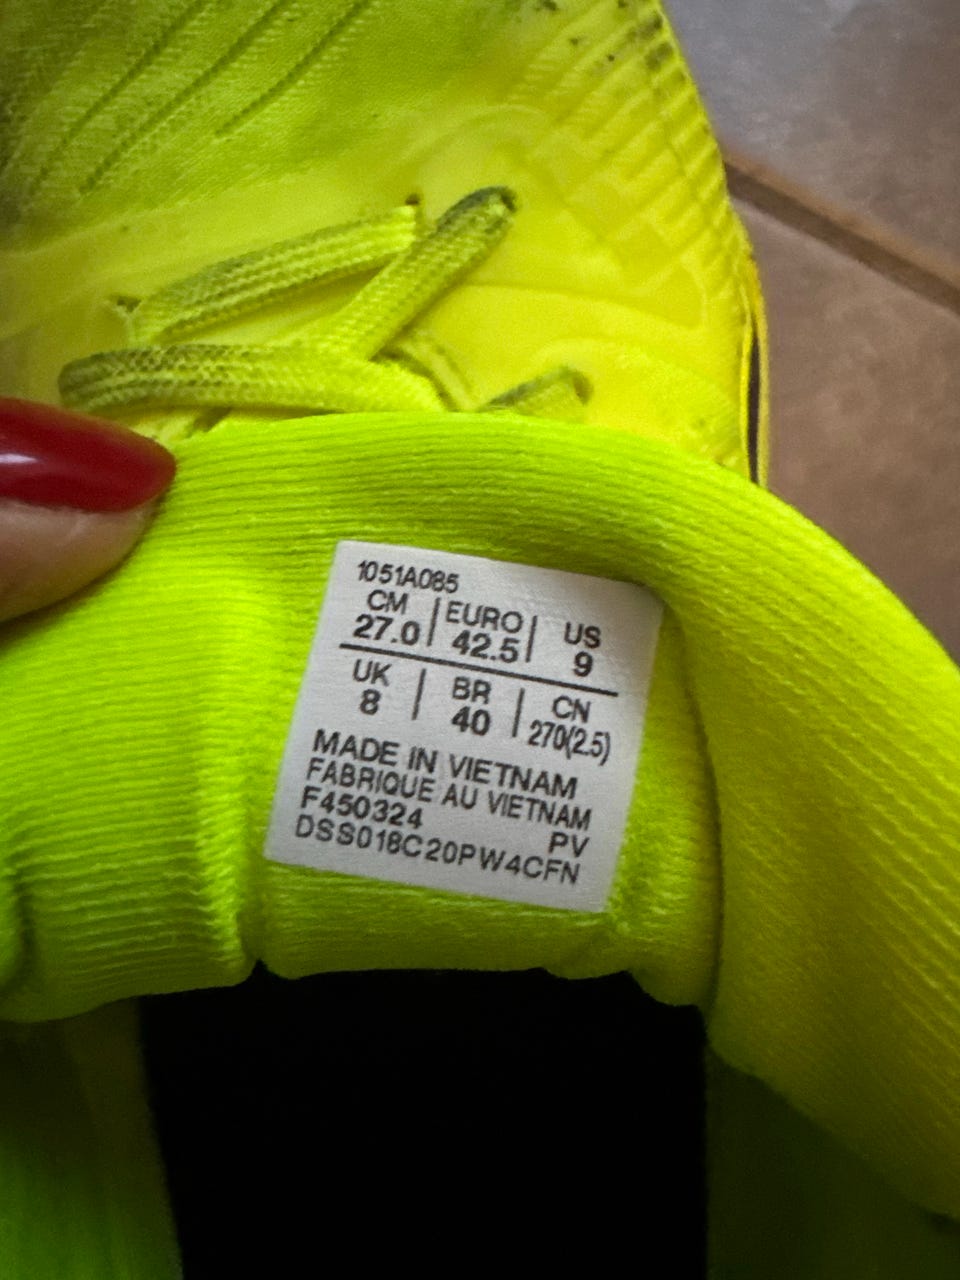 1051A085
CM | EURO | US
27.0 | 42.5 | 9
UK | BR | CN
8 | 40 | 270(2.5)
MADE IN VIETNAM
FABRIQUE AU VIETNAM
F450324 PV
DSS018C20PW4CFN